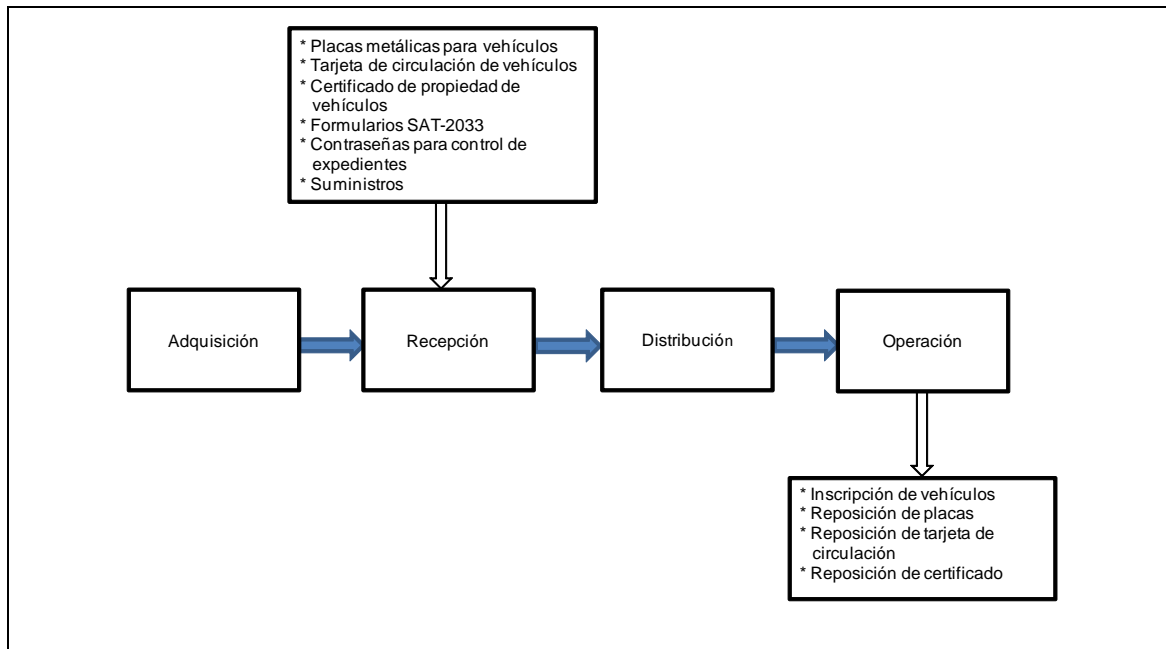 * Placas metálicas para vehículos
* Tarjeta de circulación de vehículos
* Certificado de propiedad de
vehículos
* Formularios SAT-2033
* Contraseñas para control de
expedientes
* Suministros
Adquisición
Recepción
Distribución
Operación
* Inscripción de vehículos
* Reposición de placas
* Reposición de tarjeta de
circulación
* Reposición de certificado